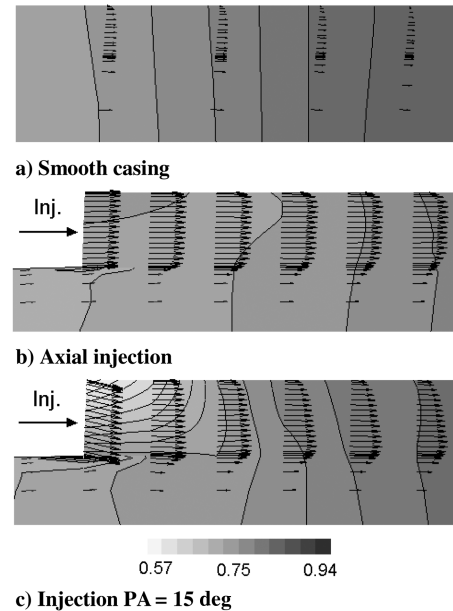 a) Smooth casing
Inj.
b) Axial injection
Inj.
0.57 0.75 0.94
c) Injection PA = 15 deg